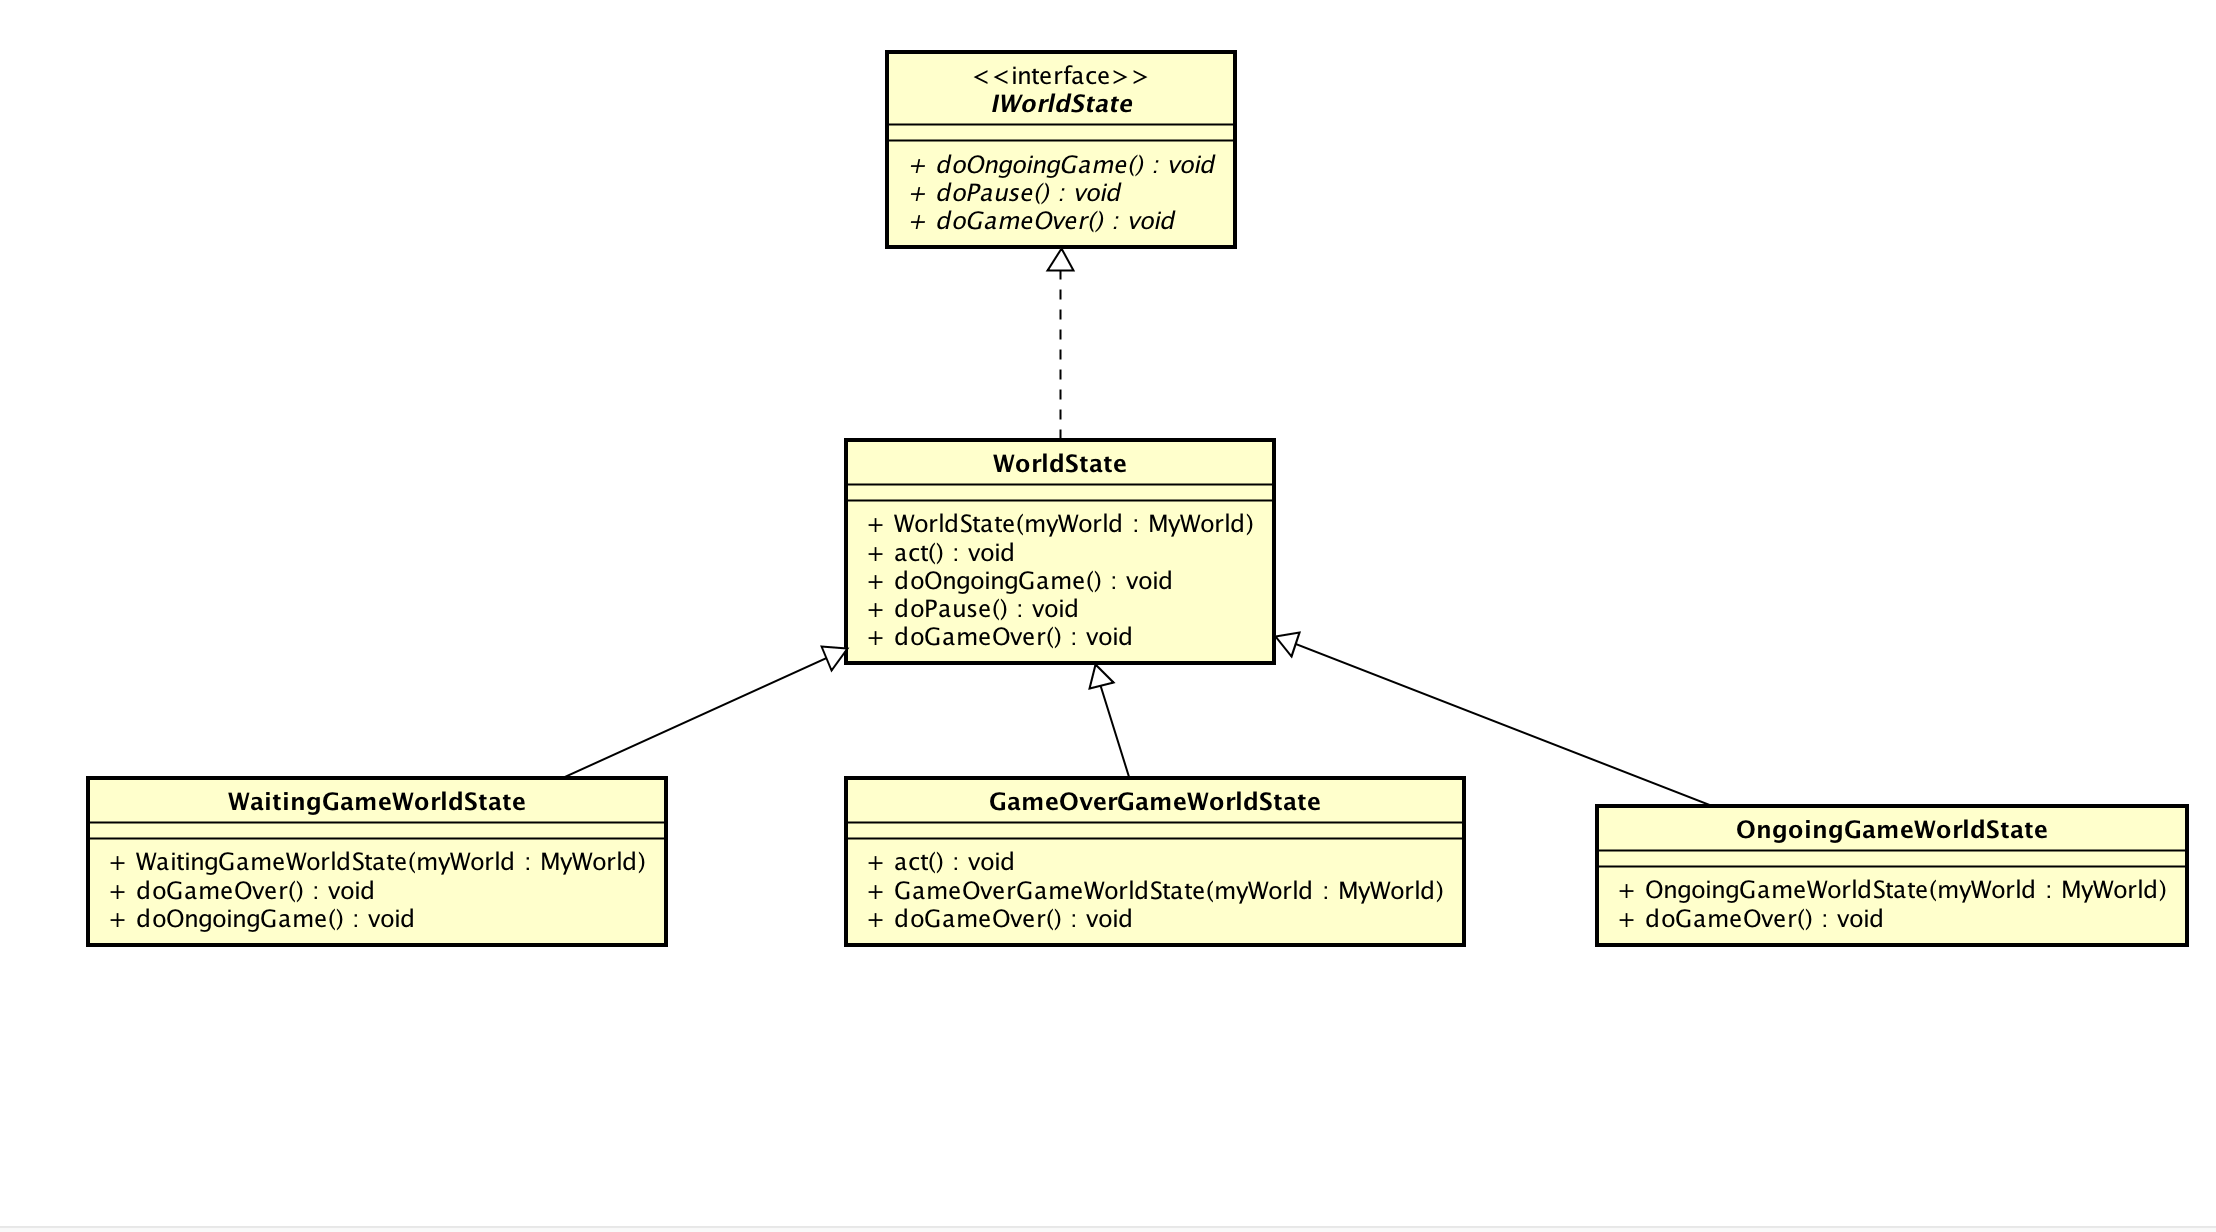 <<interface>>
IWorldState
+ doOngoingGame() : void
+ doPause() : void
+ doGameOver() : void
WorldState
+ WorldState(myWorld : MyWorld)
+ act() : void
+ doOngoingGame() : void
+ doPause() : void
+ doGameOver() : void
WaitingGameWorldState
+ WaitingGameWorldState(myWorld : MyWorld)
+ doGameOver() : void
+ doOngoingGame() : void
GameOverGameWorldState
+ act() : void
+ GameOverGameWorldState(myWorld : MyWorld)
+ doGameOver() : void
OngoingGameWorldState
+ OngoingGameWorldState(myWorld : MyWorld)
+ doGameOver() : void